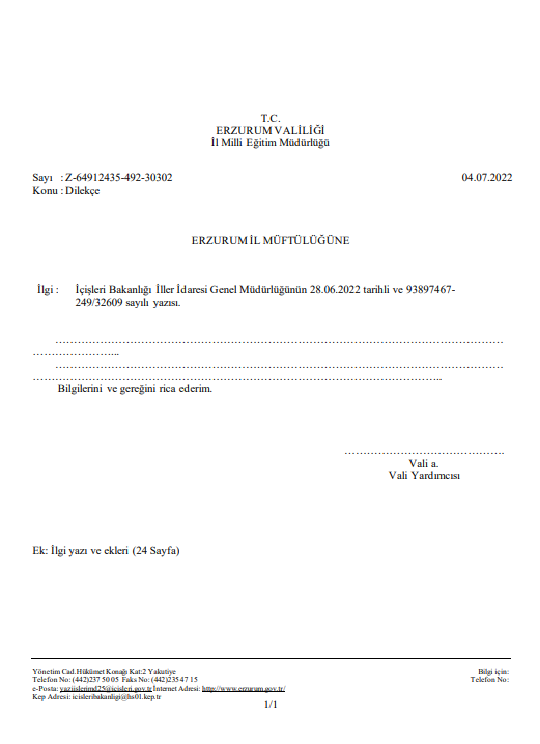 T.C.
ERZURUM VALİLİĞİ
İl Milli Eğitim Müdürlüğü
Sayı : Z-64912435-492-30302 04.07.2022
Konu : Dilekçe
ERZURUM İL MÜFTÜLÜĞÜNE
İlgi : İçişleri Bakanlığı İller İdaresi Genel Müdürlüğünün 28.06.2022 tarihli ve 93897467-
249/32609 sayılı yazısı.
…………………………………………………………………………………………………
…………………...
…………………………………………………………………………………………………
…………………………………………………………………………………...
Bilgilerini ve gereğini rica ederim.
…………………………………..
Vali a.
Vali Yardımcısı
Ek: İlgi yazı ve ekleri (24 Sayfa)
Yönetim Cad.Hükümet Konağı Kat:2 Yakutiye Bilgi için:
Telefon No: (442)237 50 05 Faks No: (442)235 47 15 Telefon No:
e-Posta: yaziislerimd25@icisleri.gov.tr İnternet Adresi: http://www.erzurum.gov.tr/
Kep Adresi: icisleribakanligi@hs01.kep.tr
1/1